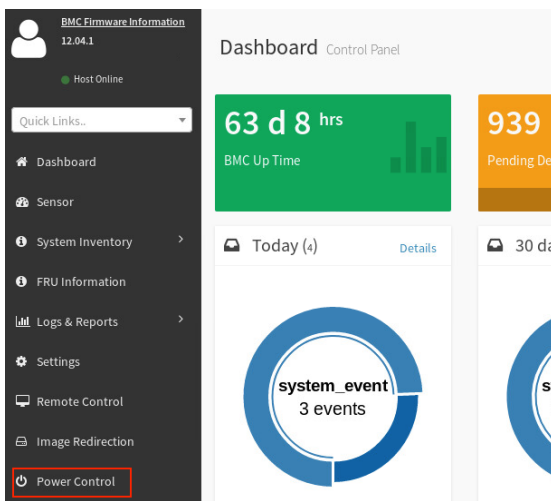 BMC Firmware Information
12.04.1
Host Online
Quick Links..
Dashboard
Sensor
System Inventory
FRU Information
Logs & Reports
Settings
Remote Control
Image Redirection
Power Control
Dashboard Control Panel
63 d 8 hrs
BMC Up Time
939
Pending De
Today (4)
Details
system_event
3 events
30 da
s